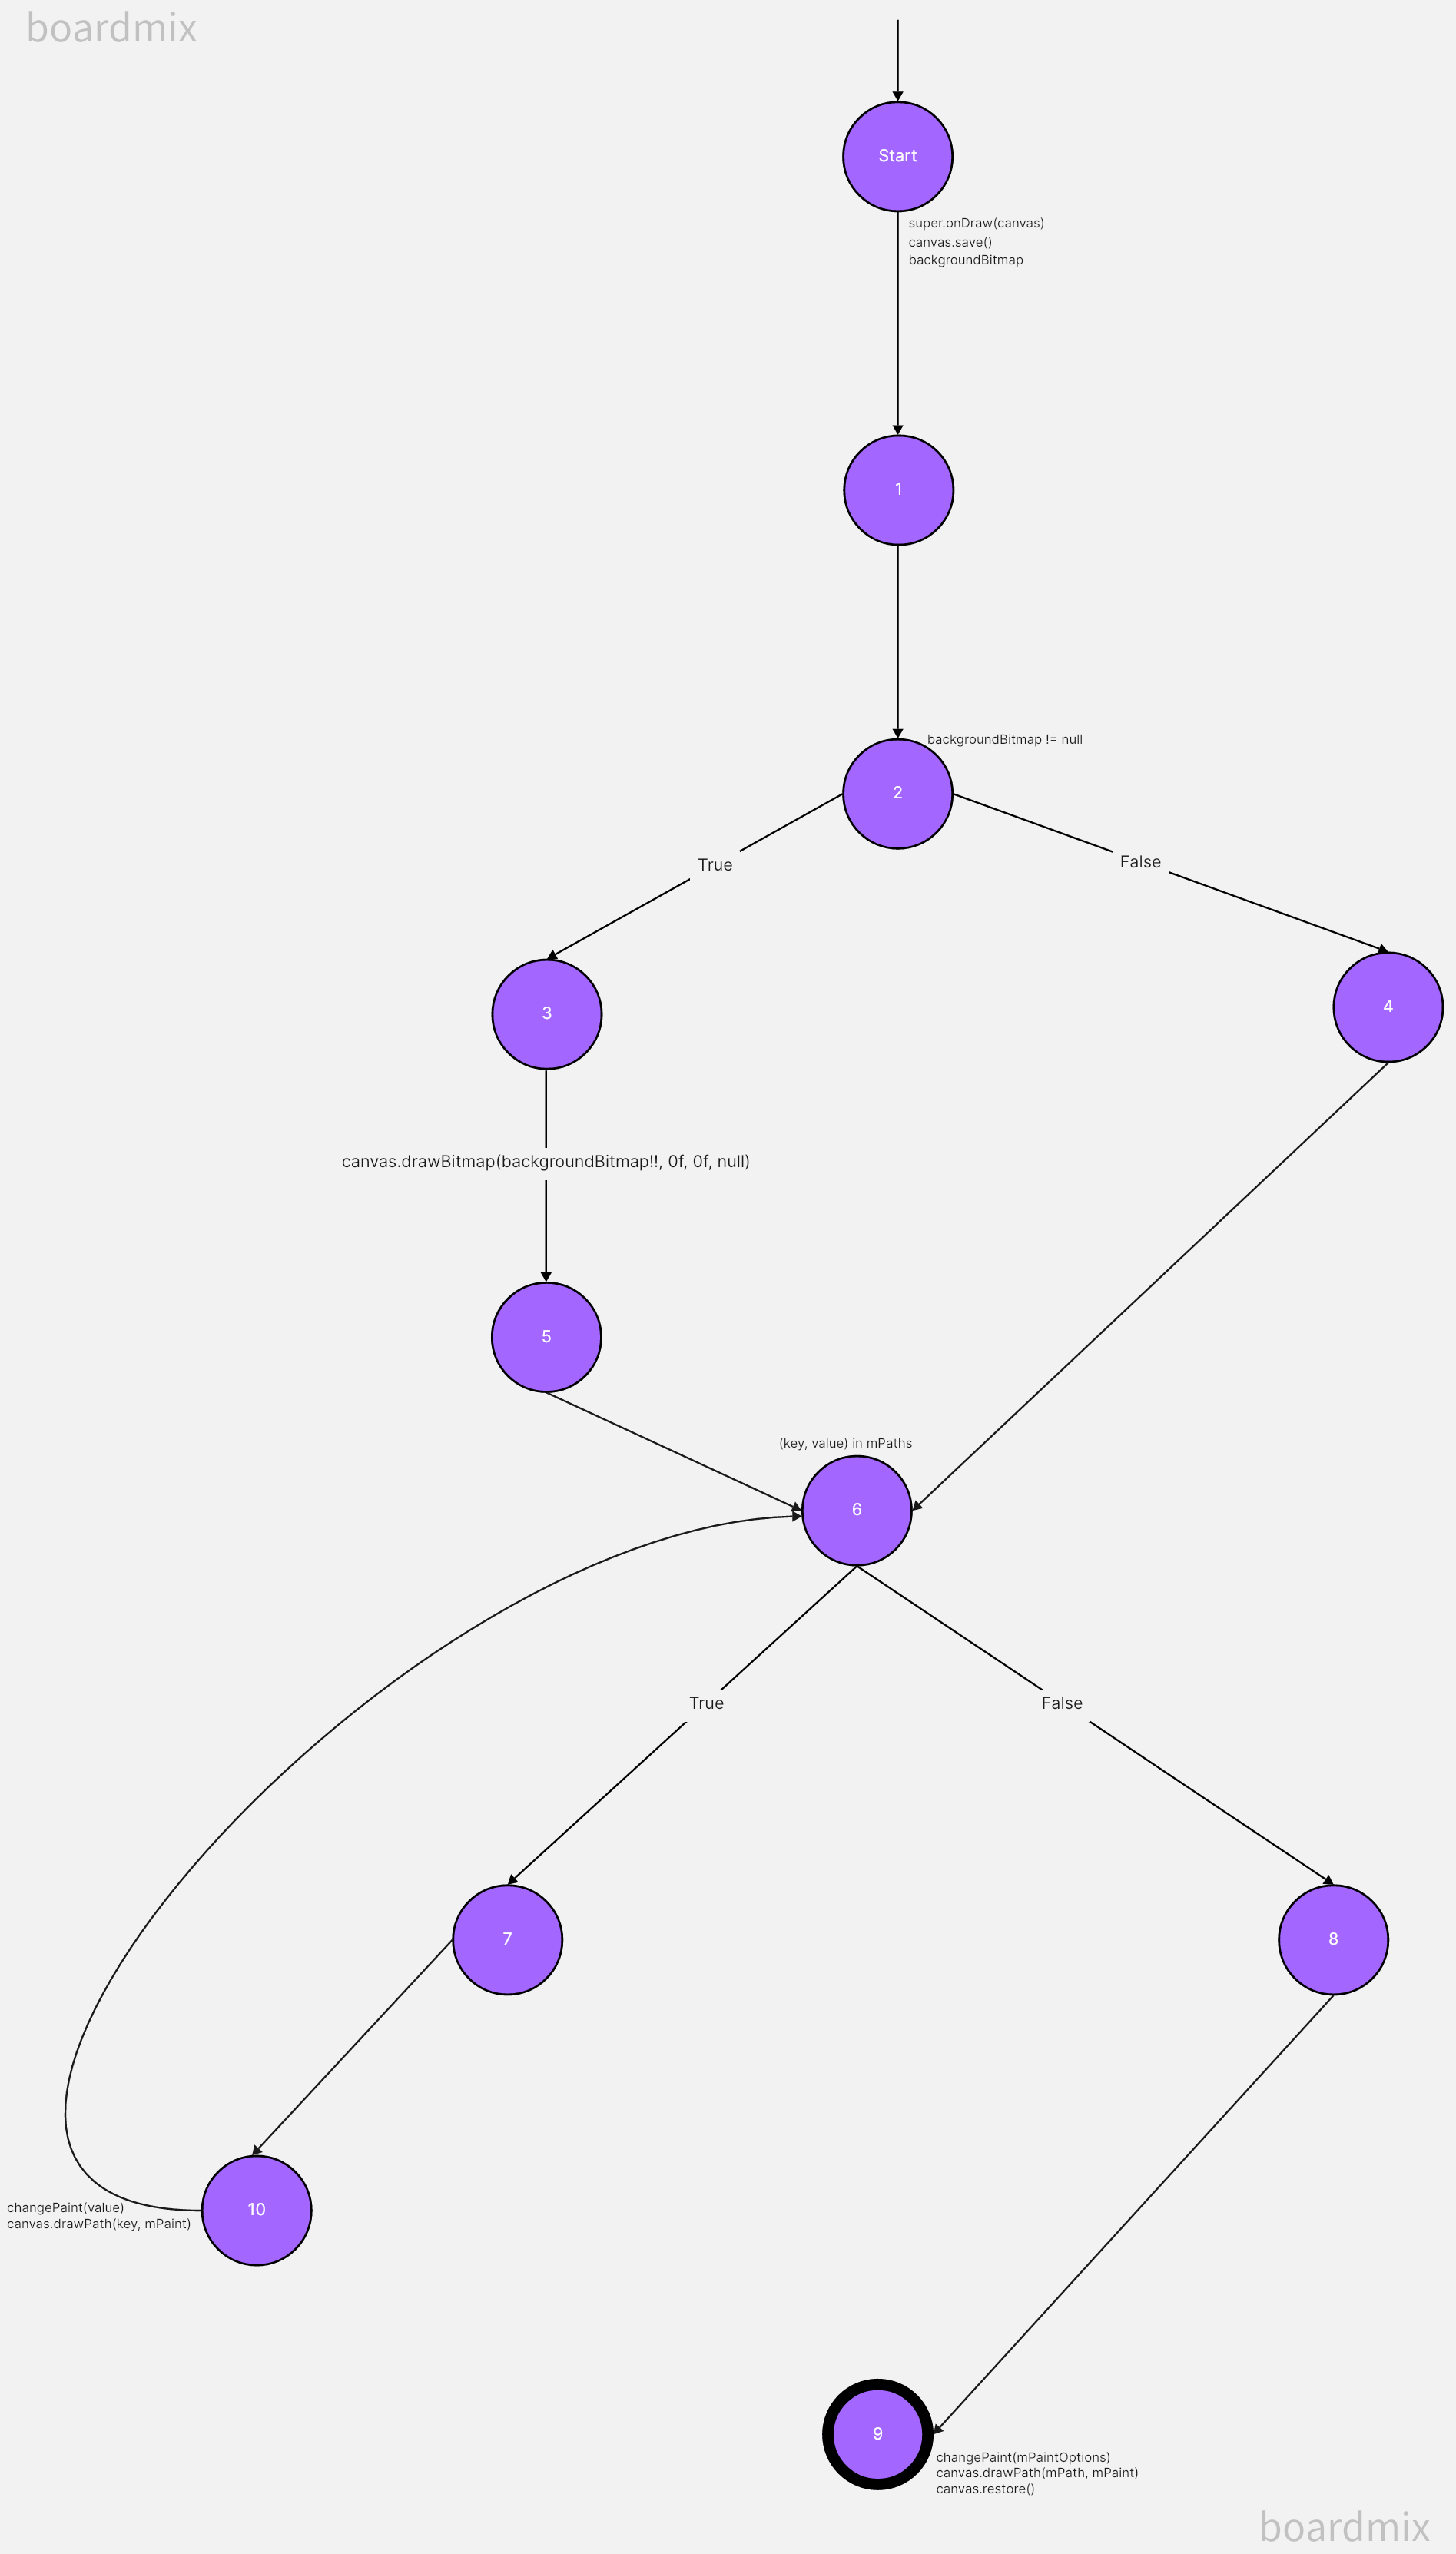 boardmix
Start
super.onDraw(canvas)
canvas.save()
backgroundBitmap
1
backgroundBitmap != null
2
True
False
3
4
canvas.drawBitmap(backgroundBitmap!!, 0f, 0f, null)
5
(key, value) in mPaths
6
True
False
7
8
10
changePaint(value)
canvas.drawPath(key, mPaint)
9
changePaint(mPaintOptions)
canvas.drawPath(mPath, mPaint)
canvas.restore()
boardmix